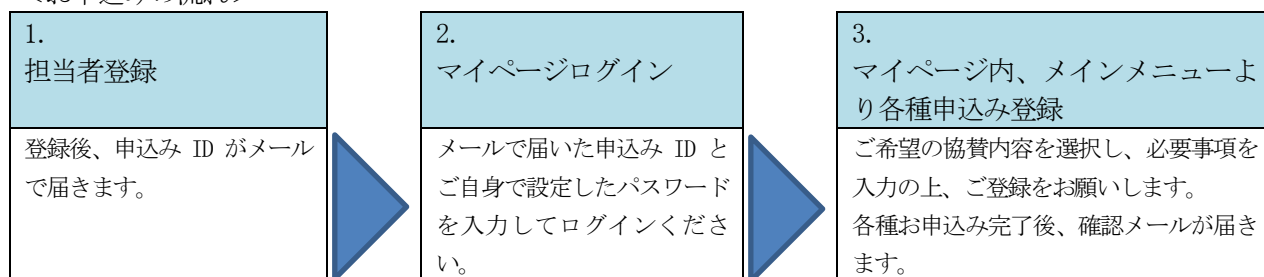 1.
担当者登録
登録後、申込み ID がメール
で届きます。
2.
マイページログイン
メールで届いた申込み ID と
ご自身で設定したパスワード
を入力してログインくださ
い。
3.
マイページ内、メインメニューよ
り各種申込み登録
ご希望の協賛内容を選択し、必要事項を
入力の上、ご登録をお願いします。
各種お申込み完了後、確認メールが届き
ます。